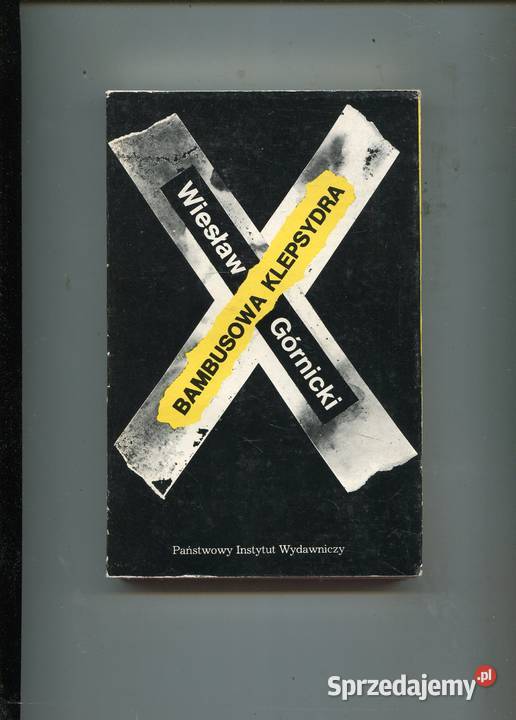 Wiesław Górnicki
BAMBUSOWA KLEPSYDRA
Państwowy Instytut Wydawniczy
Sprzedajemy.pl